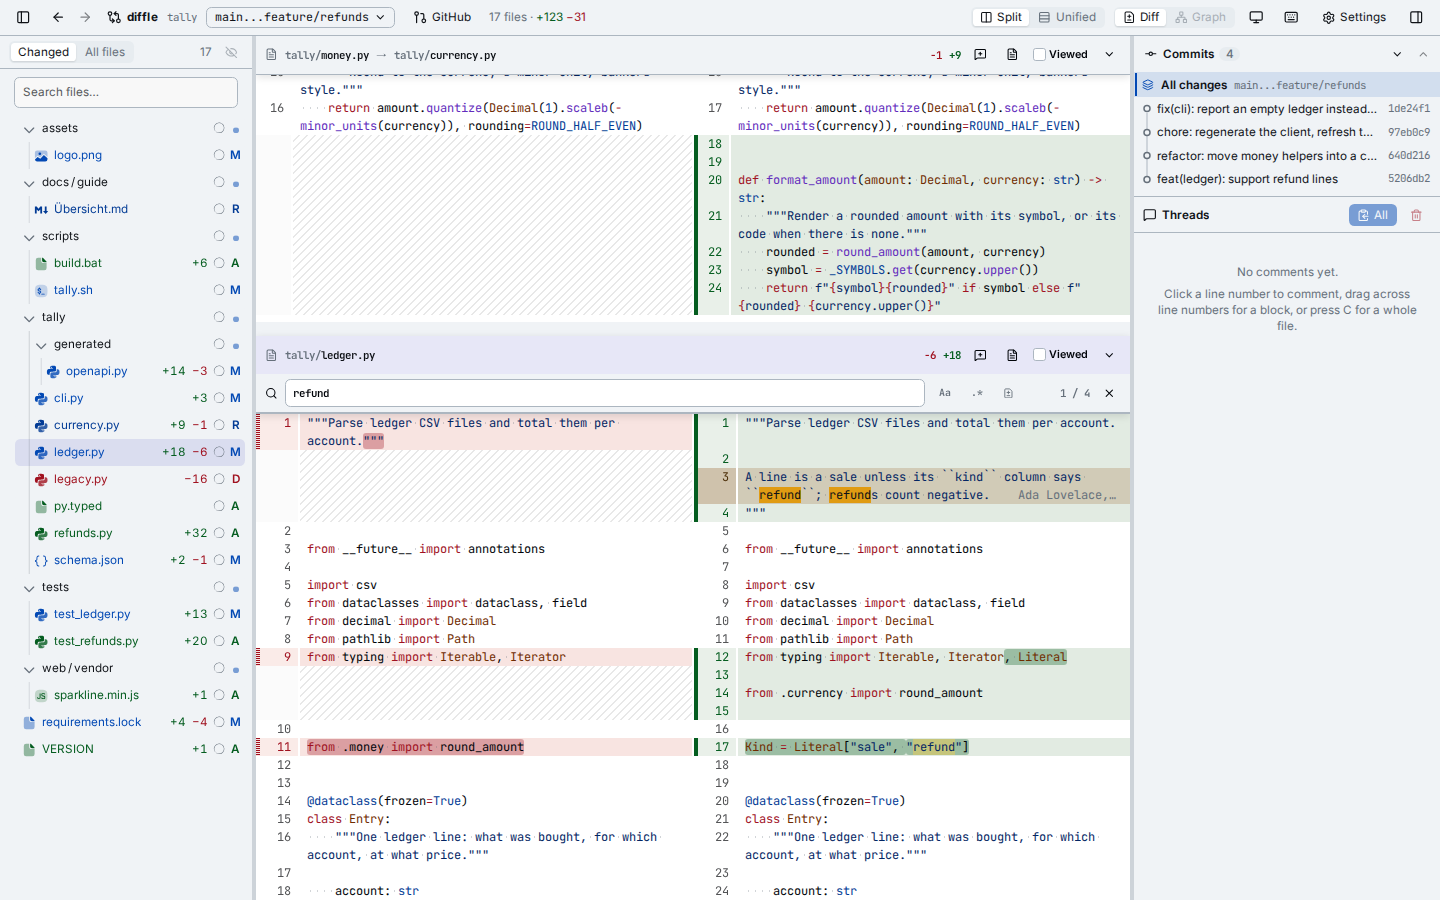 diffle tally main...feature/refunds GitHub 17 files · +123 −31 Split Unified Diff Graph Settings
Changed All files 17
Search files...
assets
logo.png M
docs/guide
Übersicht.md R
scripts
build.bat +6 A
tally.sh M
tally
generated
openapi.py +14 −3 M
cli.py +3 M
currency.py +9 −1 R
ledger.py +18 −6 M
legacy.py −16 D
py.typed A
refunds.py +32 A
schema.json +2 −1 M
tests
test_ledger.py +13 M
test_refunds.py +20 A
web/vendor
sparkline.min.js +1 A
requirements.lock +4 −4 M
VERSION +1 A
tally/money.py → tally/currency.py -1 +9 Viewed
style."""
16 return amount.quantize(Decimal(1).scaleb(-
minor_units(currency)), rounding=ROUND_HALF_EVEN)
style."""
17 return amount.quantize(Decimal(1).scaleb(-
minor_units(currency)), rounding=ROUND_HALF_EVEN)
18
19
20 def format_amount(amount: Decimal, currency: str) ->
str:
21 """Render a rounded amount with its symbol, or its
code when there is none."""
22 rounded = round_amount(amount, currency)
23 symbol = _SYMBOLS.get(currency.upper())
24 return f"{symbol}{rounded}" if symbol else f"
{rounded} {currency.upper()}"
tally/ledger.py -6 +18 Viewed
refund Aa .* 1 / 4
1 """Parse ledger CSV files and total them per
account."""
2
3 from __future__ import annotations
4
5 import csv
6 from dataclasses import dataclass, field
7 from decimal import Decimal
8 from pathlib import Path
9 from typing import Iterable, Iterator
10
11 from .money import round_amount
12
13
14 @dataclass(frozen=True)
15 class Entry:
16 """One ledger line: what was bought, for which
account, at what price."""
17
18 account: str
1 """Parse ledger CSV files and total them per account.
2
3 A line is a sale unless its ``kind`` column says
``refund``; refunds count negative. Ada Lovelace,…
4 """
5
6 from __future__ import annotations
7
8 import csv
9 from dataclasses import dataclass, field
10 from decimal import Decimal
11 from pathlib import Path
12 from typing import Iterable, Iterator, Literal
13
14 from .currency import round_amount
15
16
17 Kind = Literal["sale", "refund"]
18
19
20 @dataclass(frozen=True)
21 class Entry:
22 """One ledger line: what was bought, for which
account, at what price."""
23
24 account: str
Commits 4
All changes main...feature/refunds
fix(cli): report an empty ledger instead... 1de24f1
chore: regenerate the client, refresh t... 97eb0c9
refactor: move money helpers into a c... 640d216
feat(ledger): support refund lines 5206db2
Threads All
No comments yet.
Click a line number to comment, drag across
line numbers for a block, or press C for a whole
file.